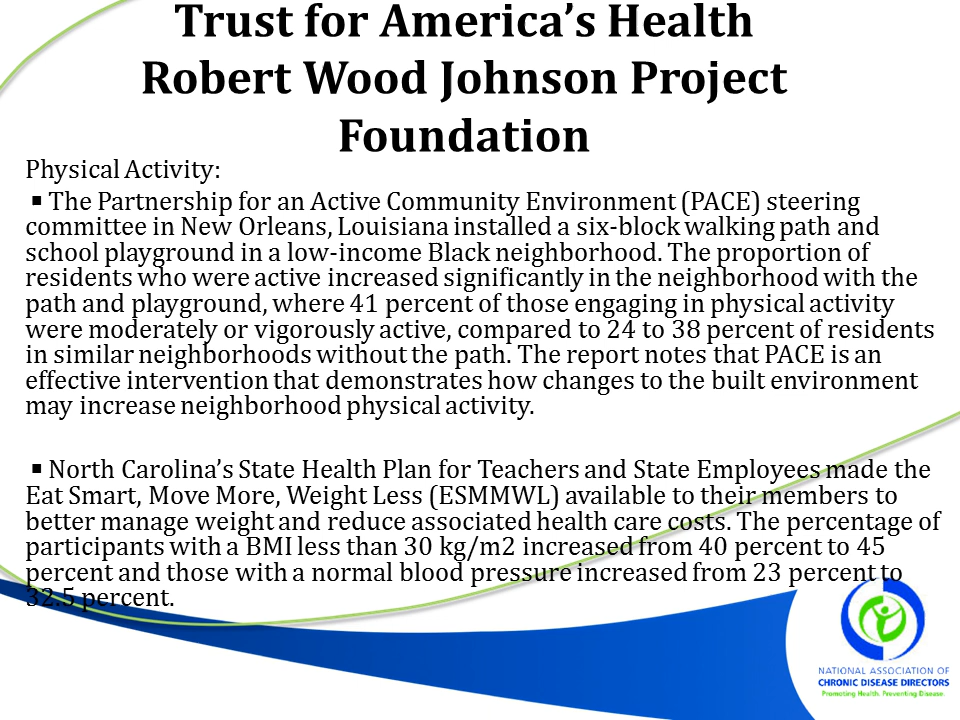 Trust for America’s Health
Robert Wood Johnson Project
Foundation
Physical Activity:
▪ The Partnership for an Active Community Environment (PACE) steering
committee in New Orleans, Louisiana installed a six-block walking path and
school playground in a low-income Black neighborhood. The proportion of
residents who were active increased significantly in the neighborhood with the
path and playground, where 41 percent of those engaging in physical activity
were moderately or vigorously active, compared to 24 to 38 percent of residents
in similar neighborhoods without the path. The report notes that PACE is an
effective intervention that demonstrates how changes to the built environment
may increase neighborhood physical activity.
▪ North Carolina’s State Health Plan for Teachers and State Employees made the
Eat Smart, Move More, Weight Less (ESMMWL) available to their members to
better manage weight and reduce associated health care costs. The percentage of
participants with a BMI less than 30 kg/m2 increased from 40 percent to 45
percent and those with a normal blood pressure increased from 23 percent to
32.5 percent.
NATIONAL ASSOCIATION OF
CHRONIC DISEASE DIRECTORS
Promoting Health. Preventing Disease.